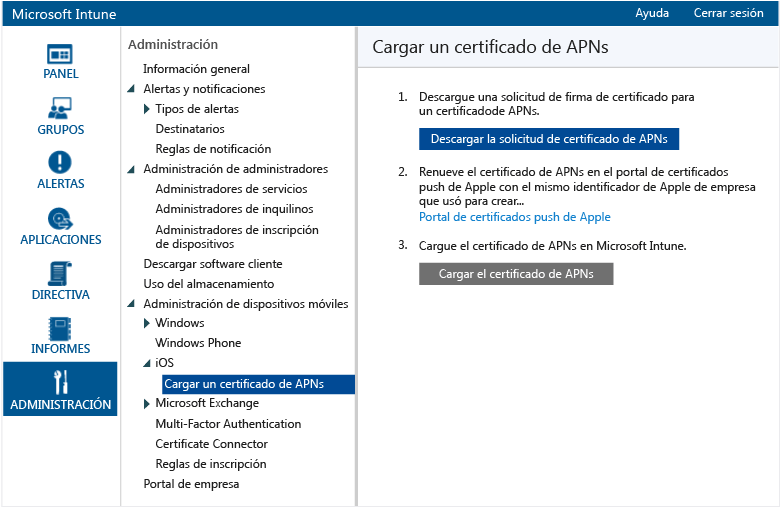 Microsoft Intune
Ayuda
Cerrar sesión
PANEL
GRUPOS
ALERTAS
APLICACIONES
DIRECTIVA
INFORMES
ADMINISTRACIÓN
Administración
Información general
Alertas y notificaciones
Tipos de alertas
Destinatarios
Reglas de notificación
Administración de administradores
Administradores de servicios
Administradores de inquilinos
Administradores de inscripción
de dispositivos
Descargar software cliente
Uso del almacenamiento
Administración de dispositivos móviles
Windows
Windows Phone
iOS
Cargar un certificado de APNs
Microsoft Exchange
Multi-Factor Authentication
Certificate Connector
Reglas de inscripción
Portal de empresa
Cargar un certificado de APNs
1. Descargue una solicitud de firma de certificado para
un certificadode APNs.
Descargar la solicitud de certificado de APNs
2. Renueve el certificado de APNs en el portal de certificados
push de Apple con el mismo identificador de Apple de empresa
que usó para crear...
Portal de certificados push de Apple
3. Cargue el certificado de APNs en Microsoft Intune.
Cargar el certificado de APNs